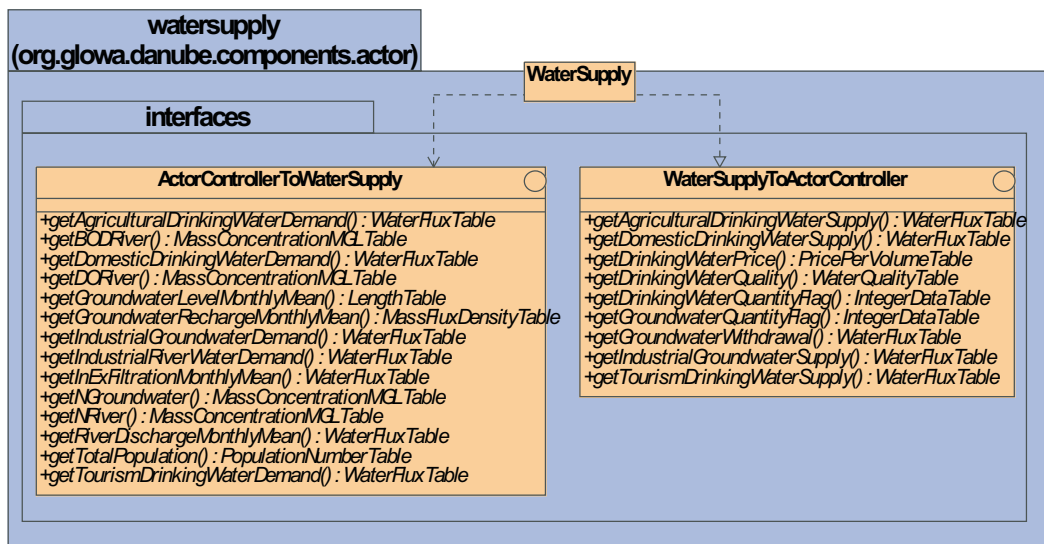 watersupply
(org.glowa.danube.components.actor)
WaterSupply
interfaces
ActorControllerToWaterSupply
+getAgriculturalDrinkingWaterDemand() : WaterFluxTable
+getBODRiver() : MassConcentrationMGLTable
+getDomesticDrinkingWaterDemand() : WaterFluxTable
+getDORiver() : MassConcentrationMGLTable
+getGroundwaterLevelMonthlyMean() : LengthTable
+getGroundwaterRechargeMonthlyMean() : MassFluxDensityTable
+getIndustrialGroundwaterDemand() : WaterFluxTable
+getIndustrialRiverWaterDemand() : WaterFluxTable
+getInExFiltrationMonthlyMean() : WaterFluxTable
+getNGroundwater() : MassConcentrationMGLTable
+getNRiver() : MassConcentrationMGLTable
+getRiverDischargeMonthlyMean() : WaterFluxTable
+getTotalPopulation() : PopulationNumberTable
+getTourismDrinkingWaterDemand() : WaterFluxTable
WaterSupplyToActorController
+getAgriculturalDrinkingWaterSupply() : WaterFluxTable
+getDomesticDrinkingWaterSupply() : WaterFluxTable
+getDrinkingWaterPrice() : PricePerVolumeTable
+getDrinkingWaterQuality() : WaterQualityTable
+getDrinkingWaterQuantityFlag() : IntegerDataTable
+getGroundwaterQuantityFlag() : IntegerDataTable
+getGroundwaterWithdrawal() : WaterFluxTable
+getIndustrialGroundwaterSupply() : WaterFluxTable
+getTourismDrinkingWaterSupply() : WaterFluxTable